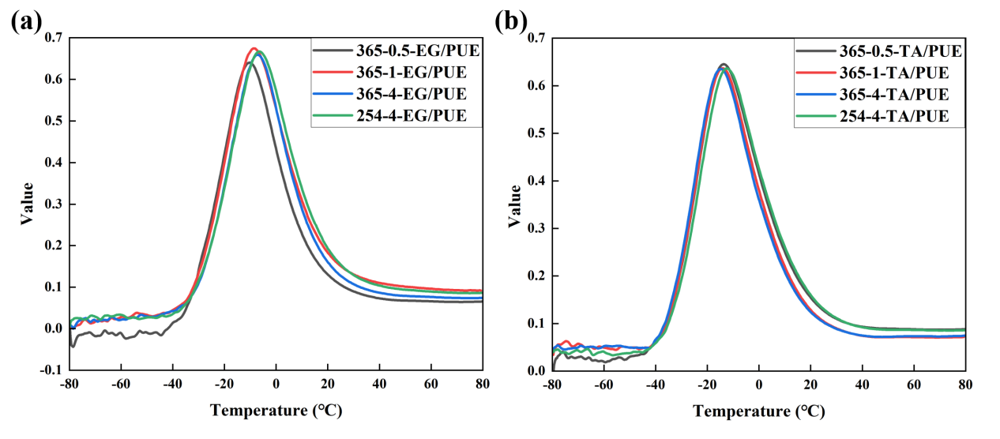 (a)
0.7
0.6
0.5
0.4
0.3
0.2
0.1
0.0
-0.1
-80
-60
-40
-20
0
20
40
60
80
Value
Temperature (℃)
365-0.5-EG/PUE
365-1-EG/PUE
365-4-EG/PUE
254-4-EG/PUE
(b)
0.7
0.6
0.5
0.4
0.3
0.2
0.1
0.0
-80
-60
-40
-20
0
20
40
60
80
Value
Temperature (℃)
365-0.5-TA/PUE
365-1-TA/PUE
365-4-TA/PUE
254-4-TA/PUE